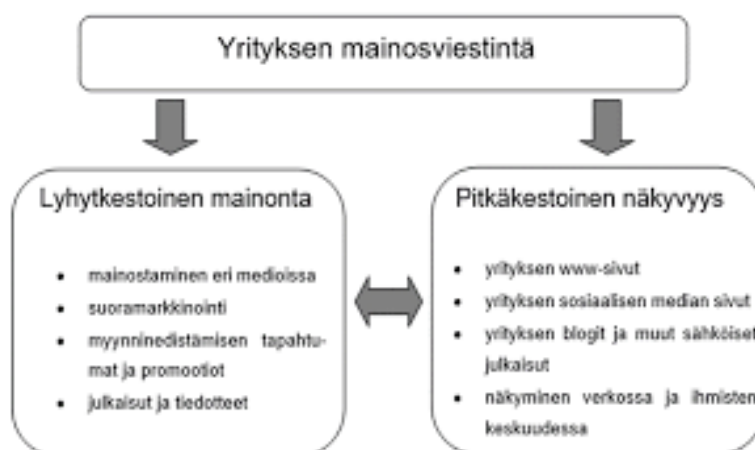 Yrityksen mainosviestintä
Lyhytkestoinen mainonta
• mainostaminen eri medioissa
• suoramarkkinointi
• myynninedistämisen tapahtu-
mat ja promootiot
• julkaisut ja tiedotteet
Pitkäkestoinen näkyvyys
• yrityksen www-sivut
• yrityksen sosiaalisen median sivut
• yrityksen blogit ja muut sähköiset
julkaisut
• näkyminen verkossa ja ihmisten
keskuudessa